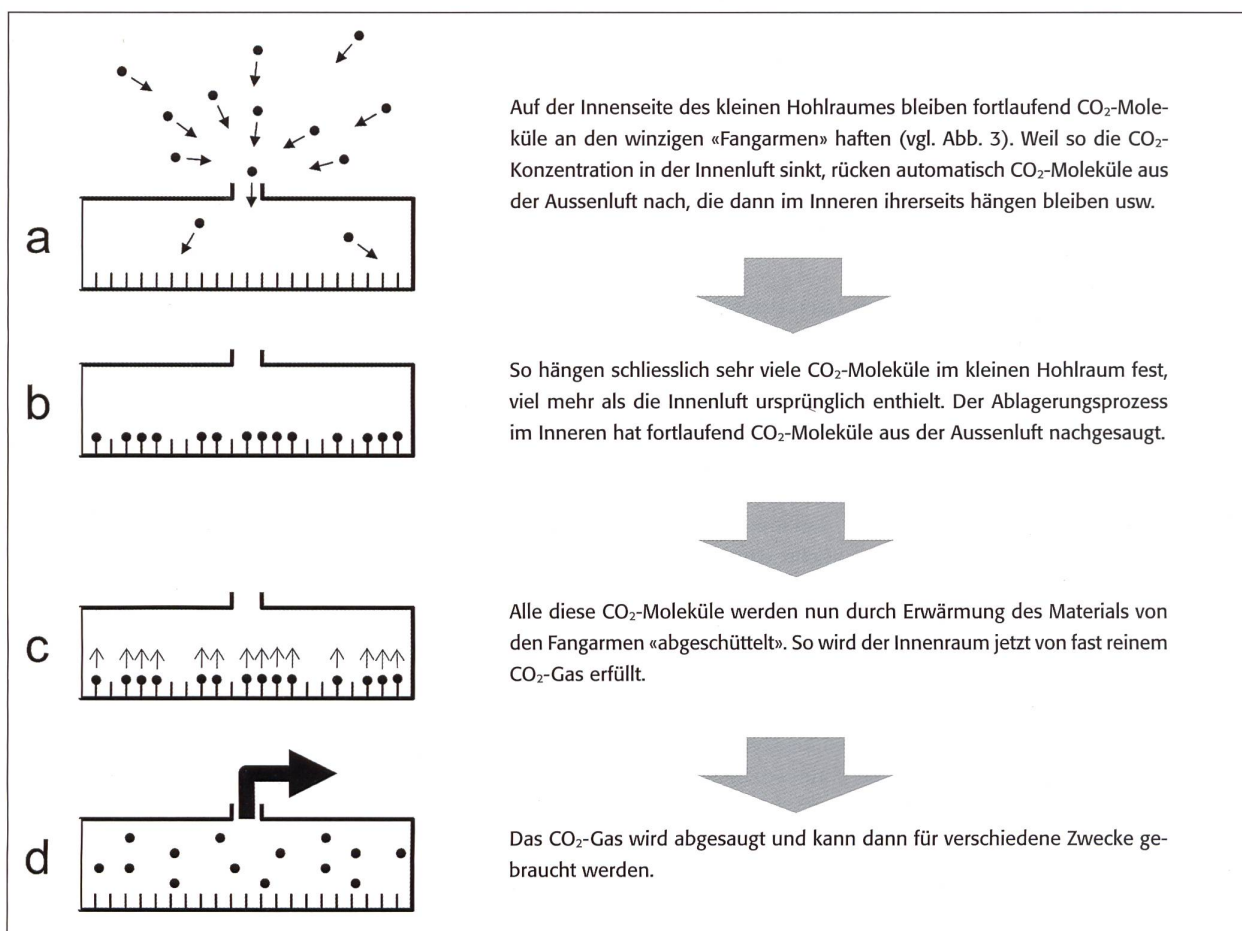 Auf der Innenseite des kleinen Hohlraumes bleiben fortlaufend CO₂-Mole-
küle an den winzigen «Fangarmen» haften (vgl. Abb. 3). Weil so die CO₂-
Konzentration in der Innenluft sinkt, rücken automatisch CO₂-Moleküle aus
der Aussenluft nach, die dann im Inneren ihrerseits hängen bleiben usw.
a
So hängen schliesslich sehr viele CO₂-Moleküle im kleinen Hohlraum fest,
viel mehr als die Innenluft ursprünglich enthielt. Der Ablagerungsprozess
im Inneren hat fortlaufend CO₂-Moleküle aus der Aussenluft nachgesaugt.
b
Alle diese CO₂-Moleküle werden nun durch Erwärmung des Materials von
den Fangarmen «abgeschüttelt». So wird der Innenraum jetzt von fast reinem
CO₂-Gas erfüllt.
c
Das CO₂-Gas wird abgesaugt und kann dann für verschiedene Zwecke ge-
braucht werden.
d